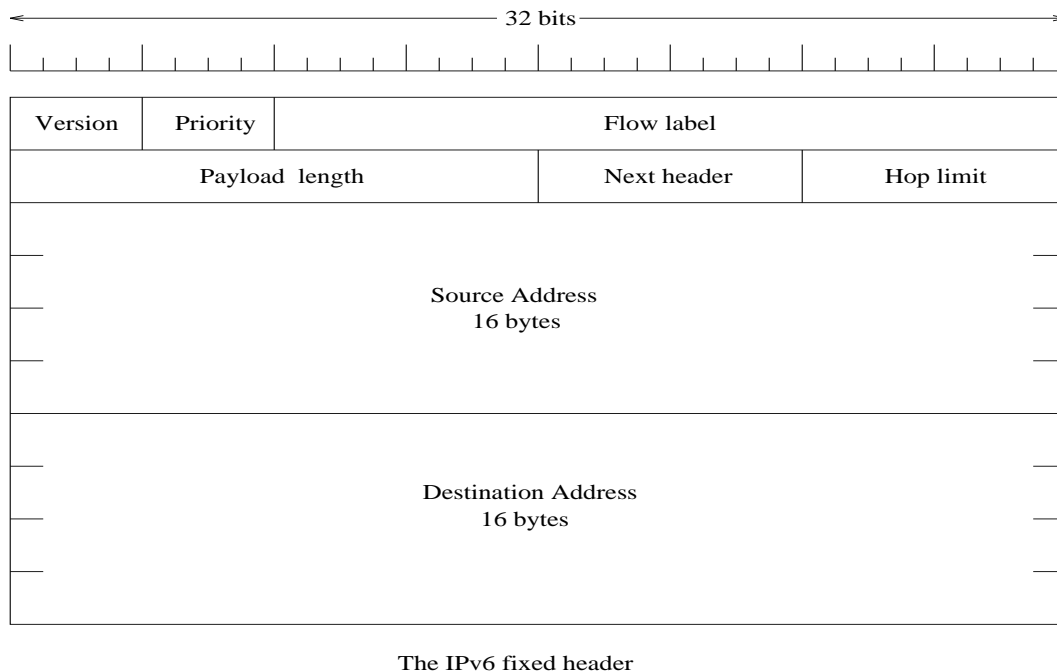 32 bits
Version Priority Flow label
Payload length Next header Hop limit
Source Address
16 bytes
Destination Address
16 bytes
The IPv6 fixed header